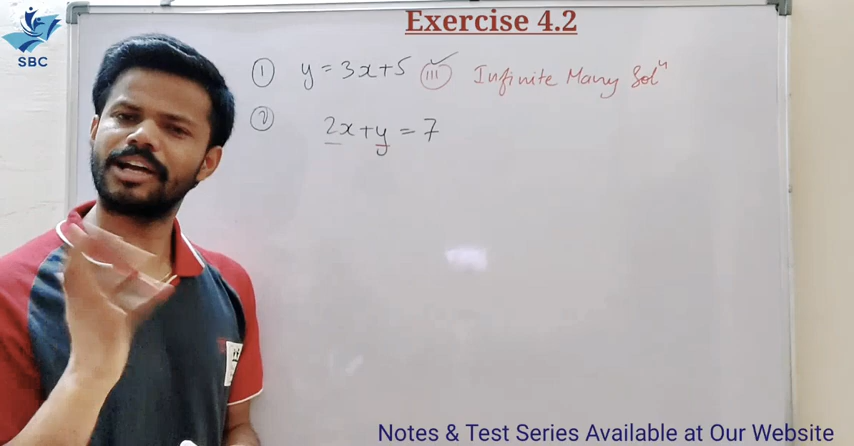 Exercise 4.2
SBC
① y = 3x+5 (iii) ✓ Infinite Many Solⁿ
② 2x+y = 7
Notes & Test Series Available at Our Website